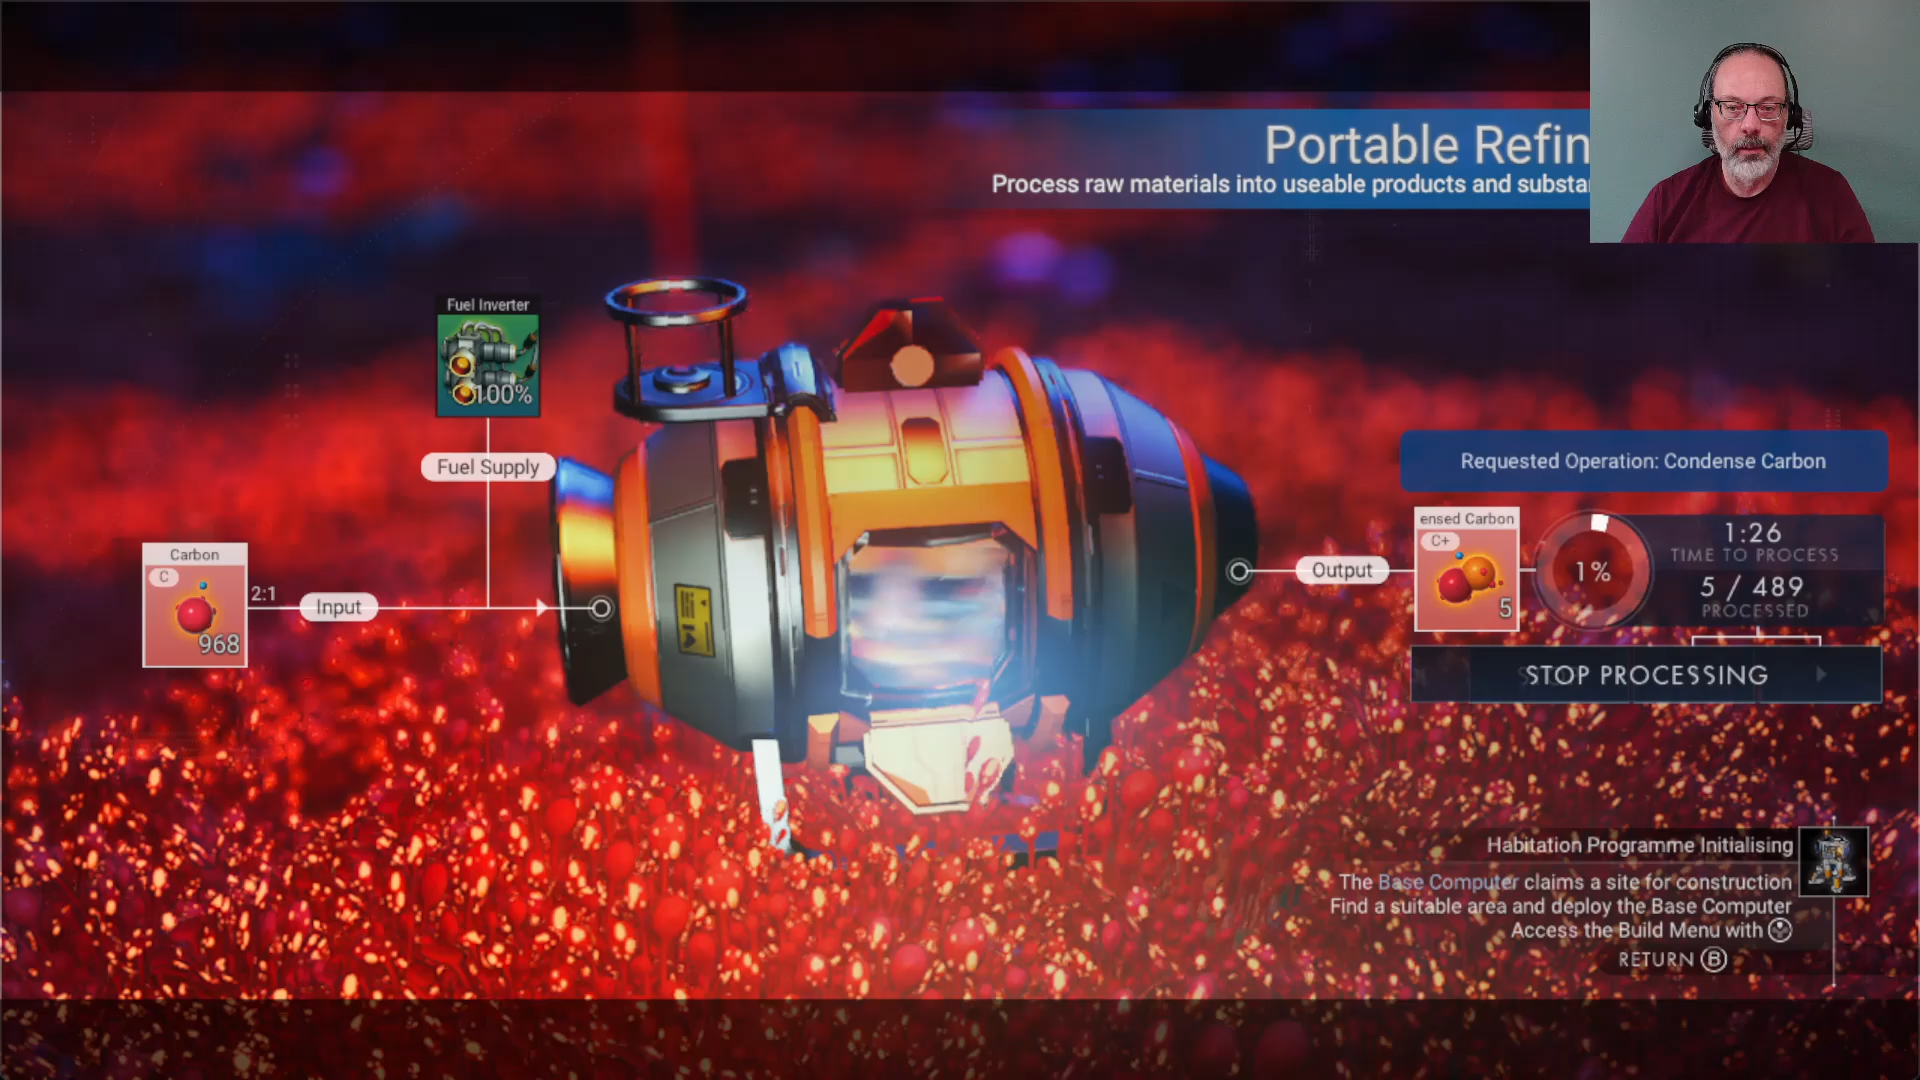 Portable Refin
Process raw materials into useable products and substa
Fuel Inverter
100%
Fuel Supply
Requested Operation: Condense Carbon
Carbon
C
968
2:1
Input
Output
ensed Carbon
C+
5
1%
1:26
TIME TO PROCESS
5 / 489
PROCESSED
STOP PROCESSING
Habitation Programme Initialising
The Base Computer claims a site for construction
Find a suitable area and deploy the Base Computer
Access the Build Menu with
RETURN B